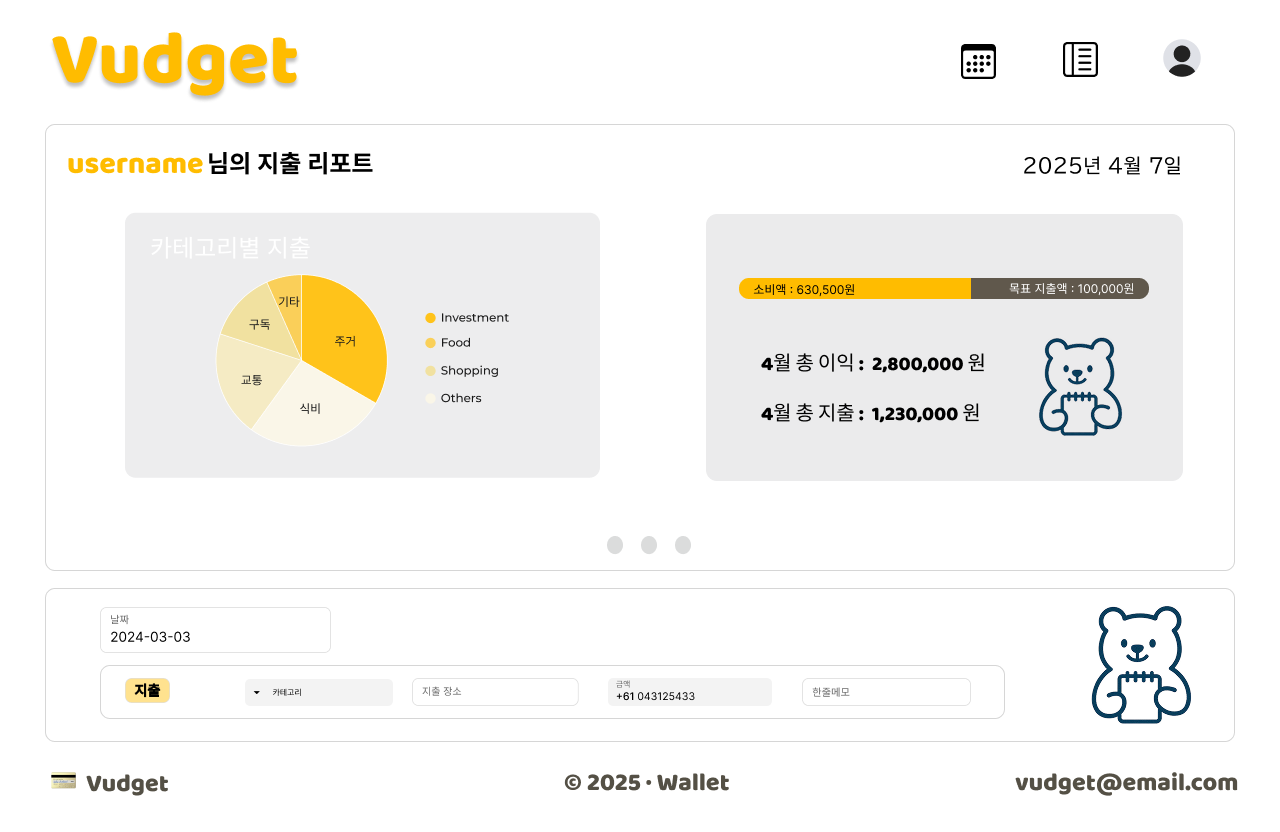 Vudget
username 님의 지출 리포트
2025년 4월 7일
카테고리별 지출
기타
주거
구독
교통
식비
Investment
Food
Shopping
Others
소비액 : 630,500원
목표 지출액 : 100,000원
4월 총 이익 : 2,800,000 원
4월 총 지출 : 1,230,000 원
날짜
2024-03-03
지출
카테고리
지출 장소
금액
+61 043125433
한줄메모
Vudget
© 2025 · Wallet
vudget@email.com